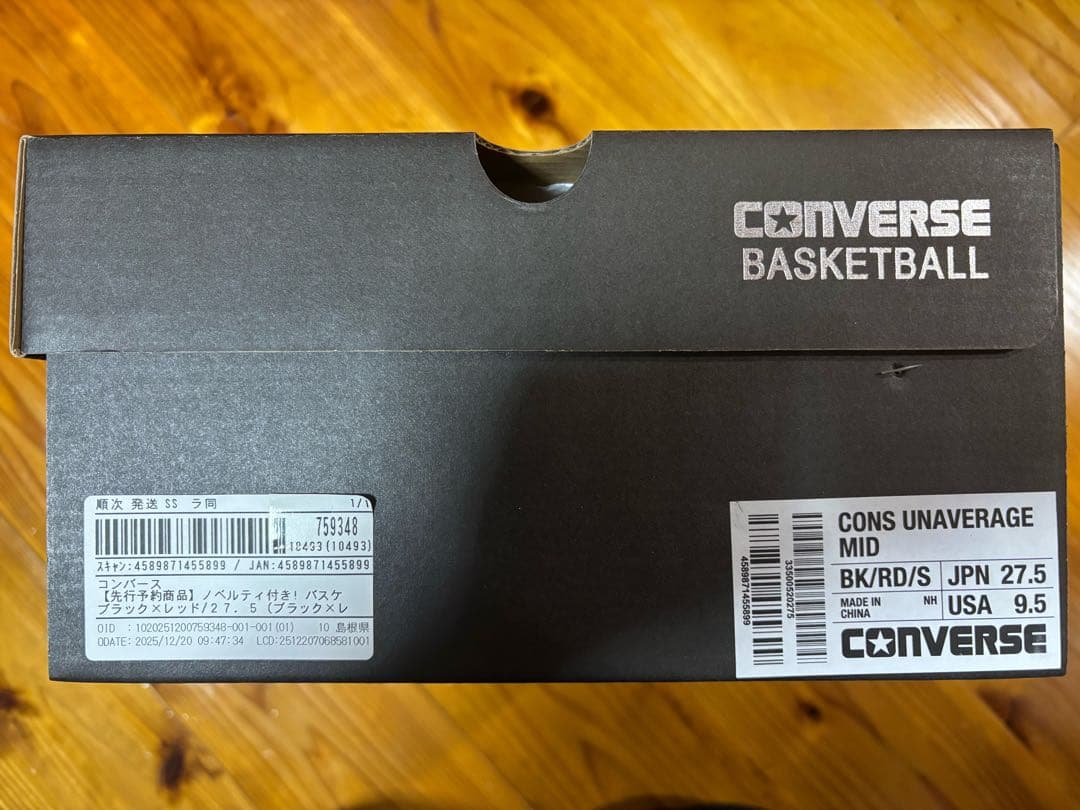 CONVERSE
BASKETBALL
順次 発送 SS ラ同 1/1
759348
(10493)
スキャン:4589871455899 / JAN:4589871455899
コンバース
【先行予約商品】ノベルティ付き! バスケ
ブラック×レッド/27.5 (ブラック×レ
OID : 1020251200759348-001-001(01) 10 島根県
ODATE: 2025/12/20 09:47:34 LCD:2512207068581001
4589871455899
33500520275
CONS UNAVERAGE
MID
BK/RD/S JPN 27.5
MADE IN CHINA NH USA 9.5
CONVERSE